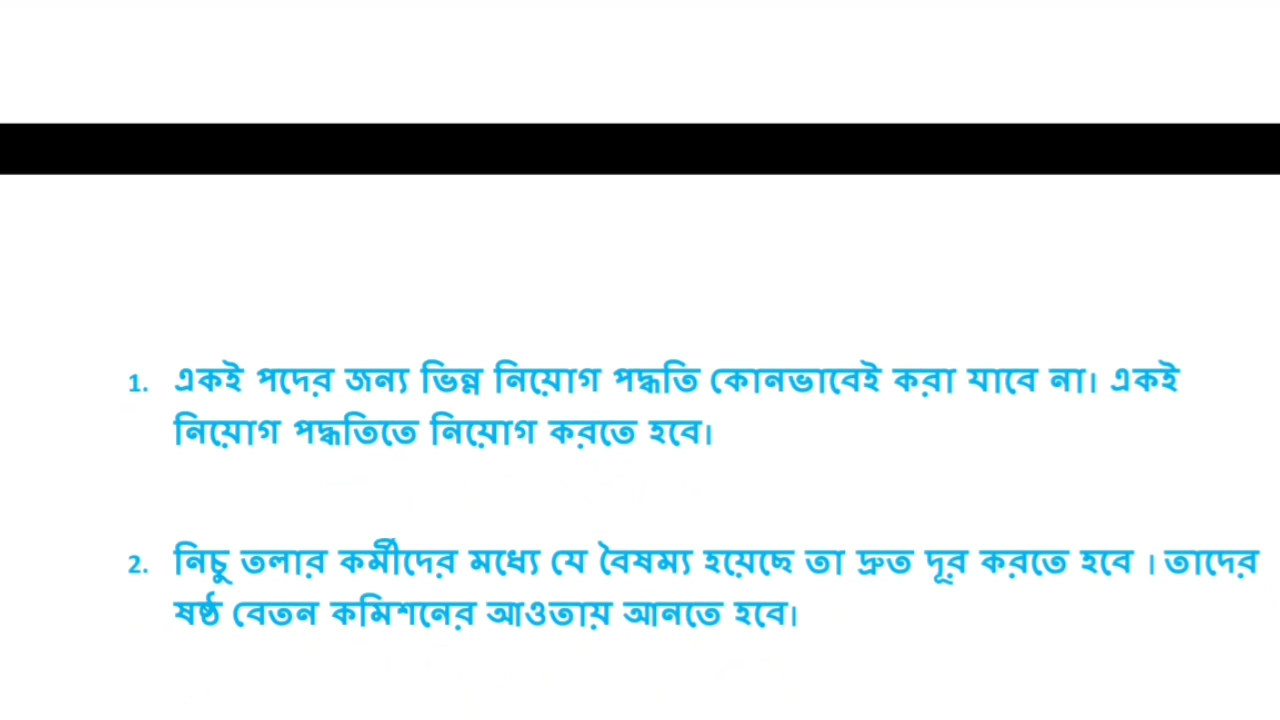 1. একই পদের জন্য ভিন্ন নিয়োগ পদ্ধতি কোনভাবেই করা যাবে না। একই
নিয়োগ পদ্ধতিতে নিয়োগ করতে হবে।
2. নিচু তলার কর্মীদের মধ্যে যে বৈষম্য হয়েছে তা দ্রুত দূর করতে হবে । তাদের
ষষ্ঠ বেতন কমিশনের আওতায় আনতে হবে।